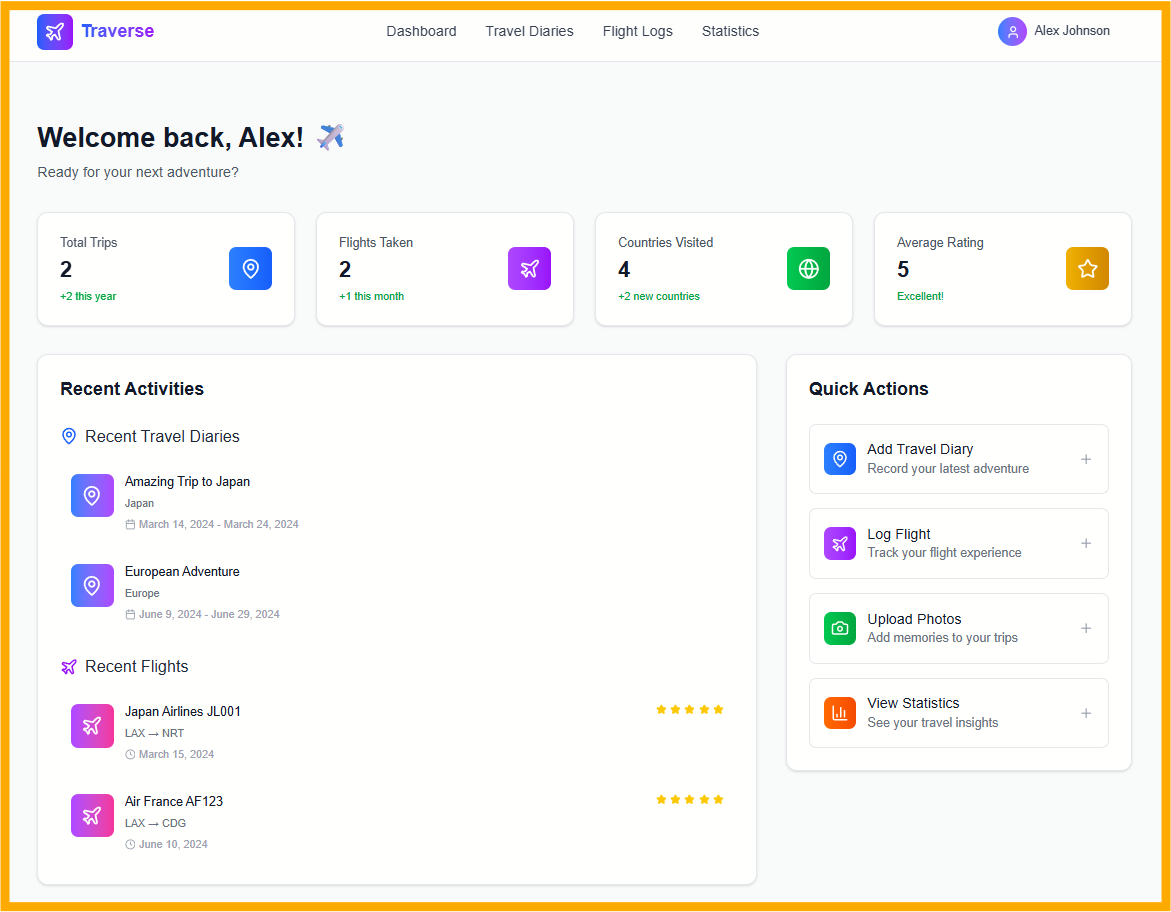 Traverse
Dashboard
Travel Diaries
Flight Logs
Statistics
Alex Johnson
Welcome back, Alex!
Ready for your next adventure?
Total Trips
2
+2 this year
Flights Taken
2
+1 this month
Countries Visited
4
+2 new countries
Average Rating
5
Excellent!
Recent Activities
Recent Travel Diaries
Amazing Trip to Japan
Japan
March 14, 2024 - March 24, 2024
European Adventure
Europe
June 9, 2024 - June 29, 2024
Recent Flights
Japan Airlines JL001
LAX → NRT
March 15, 2024
Air France AF123
LAX → CDG
June 10, 2024
Quick Actions
Add Travel Diary
Record your latest adventure
+
Log Flight
Track your flight experience
+
Upload Photos
Add memories to your trips
+
View Statistics
See your travel insights
+